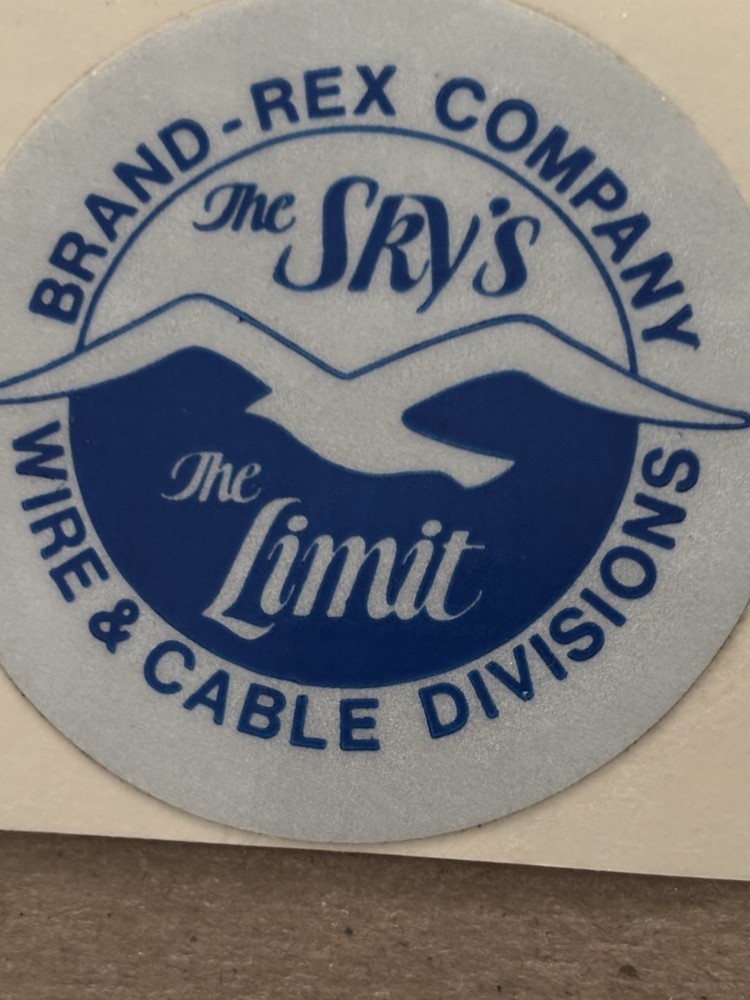 BRAND-REX COMPANY
The Sky's
The Limit
WIRE & CABLE DIVISIONS